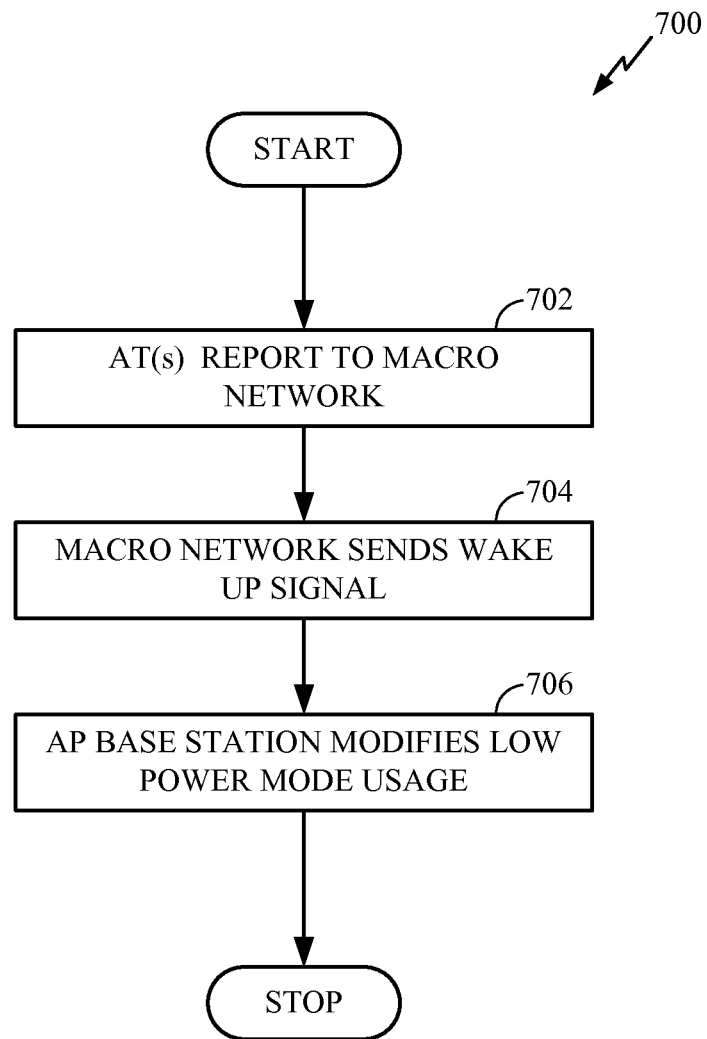 700
START
702
AT(s) REPORT TO MACRO
NETWORK
704
MACRO NETWORK SENDS WAKE
UP SIGNAL
706
AP BASE STATION MODIFIES LOW
POWER MODE USAGE
STOP